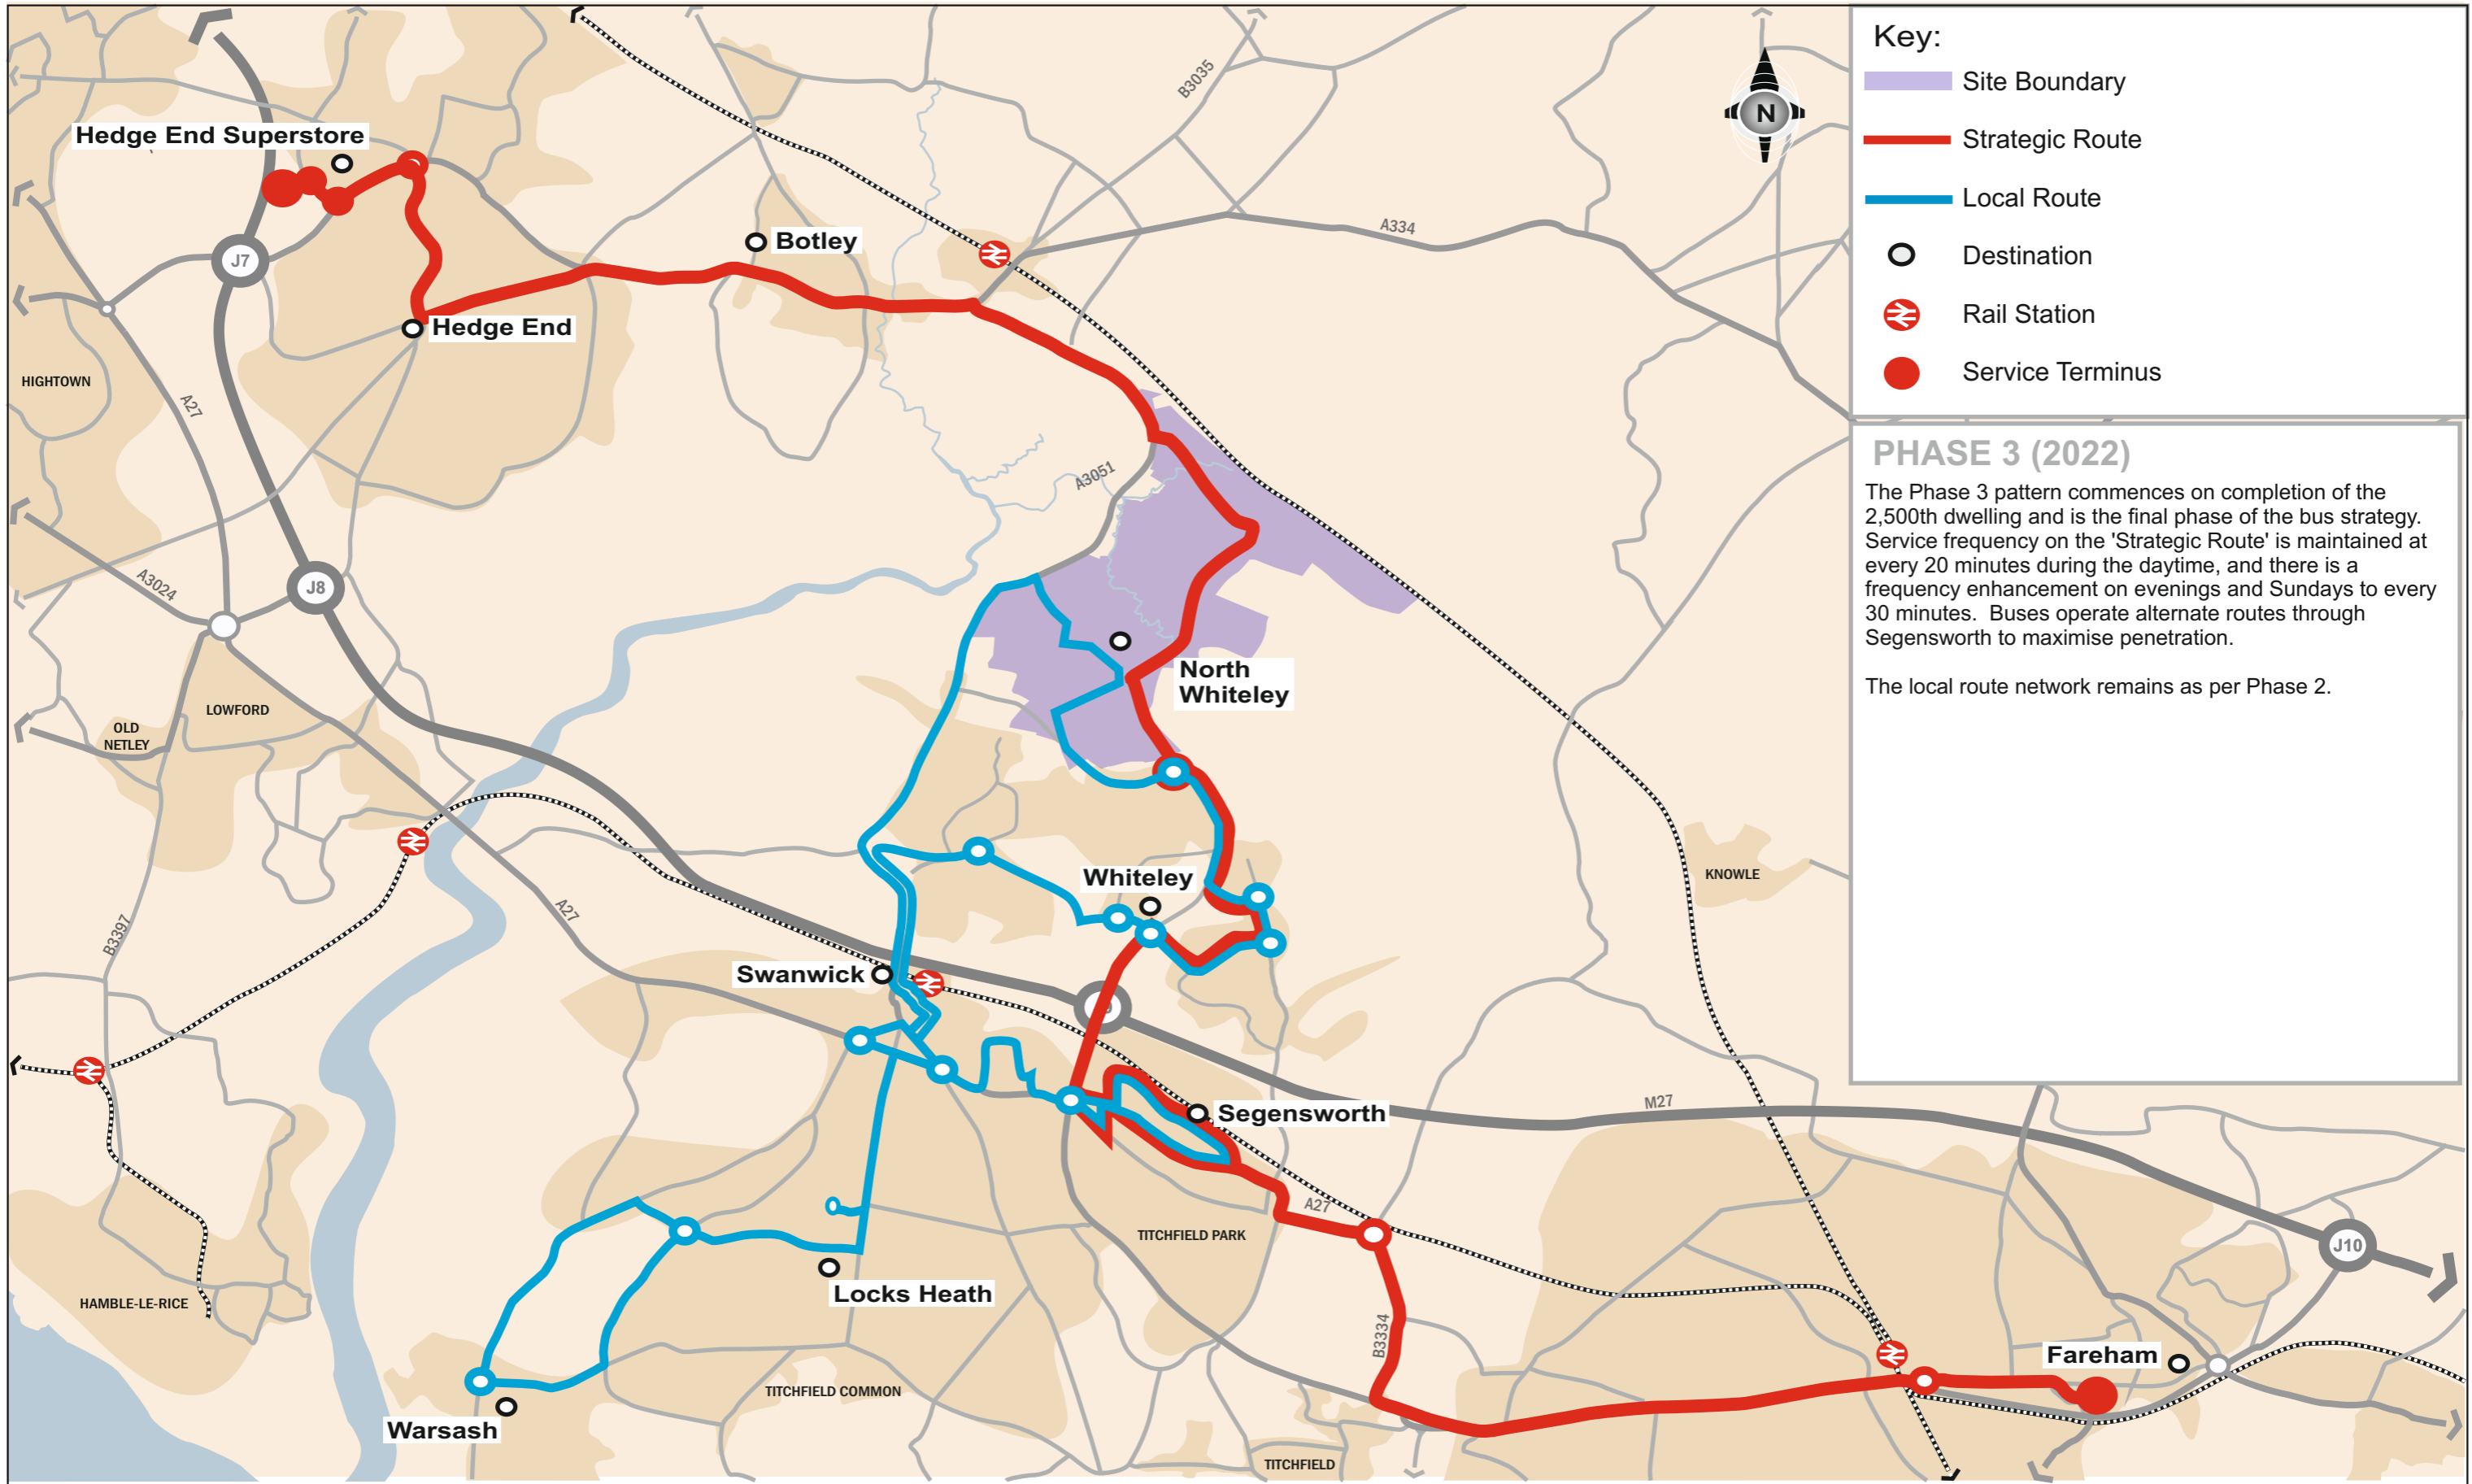 Key:
Site Boundary
Strategic Route
Local Route
Destination
Rail Station
Service Terminus
N
PHASE 3 (2022)
The Phase 3 pattern commences on completion of the
2,500th dwelling and is the final phase of the bus strategy.
Service frequency on the 'Strategic Route' is maintained at
every 20 minutes during the daytime, and there is a
frequency enhancement on evenings and Sundays to every
30 minutes.  Buses operate alternate routes through
Segensworth to maximise penetration.
The local route network remains as per Phase 2.
B3035
Hedge End Superstore
A334
Botley
J7
Hedge End
HIGHTOWN
A27
A3051
A3024
J8
North
Whiteley
LOWFORD
OLD
NETLEY
KNOWLE
Whiteley
A27
B3397
Swanwick
M27
Segensworth
A27
TITCHFIELD PARK
J10
Locks Heath
HAMBLE-LE-RICE
B3334
Fareham
TITCHFIELD COMMON
Warsash
TITCHFIELD